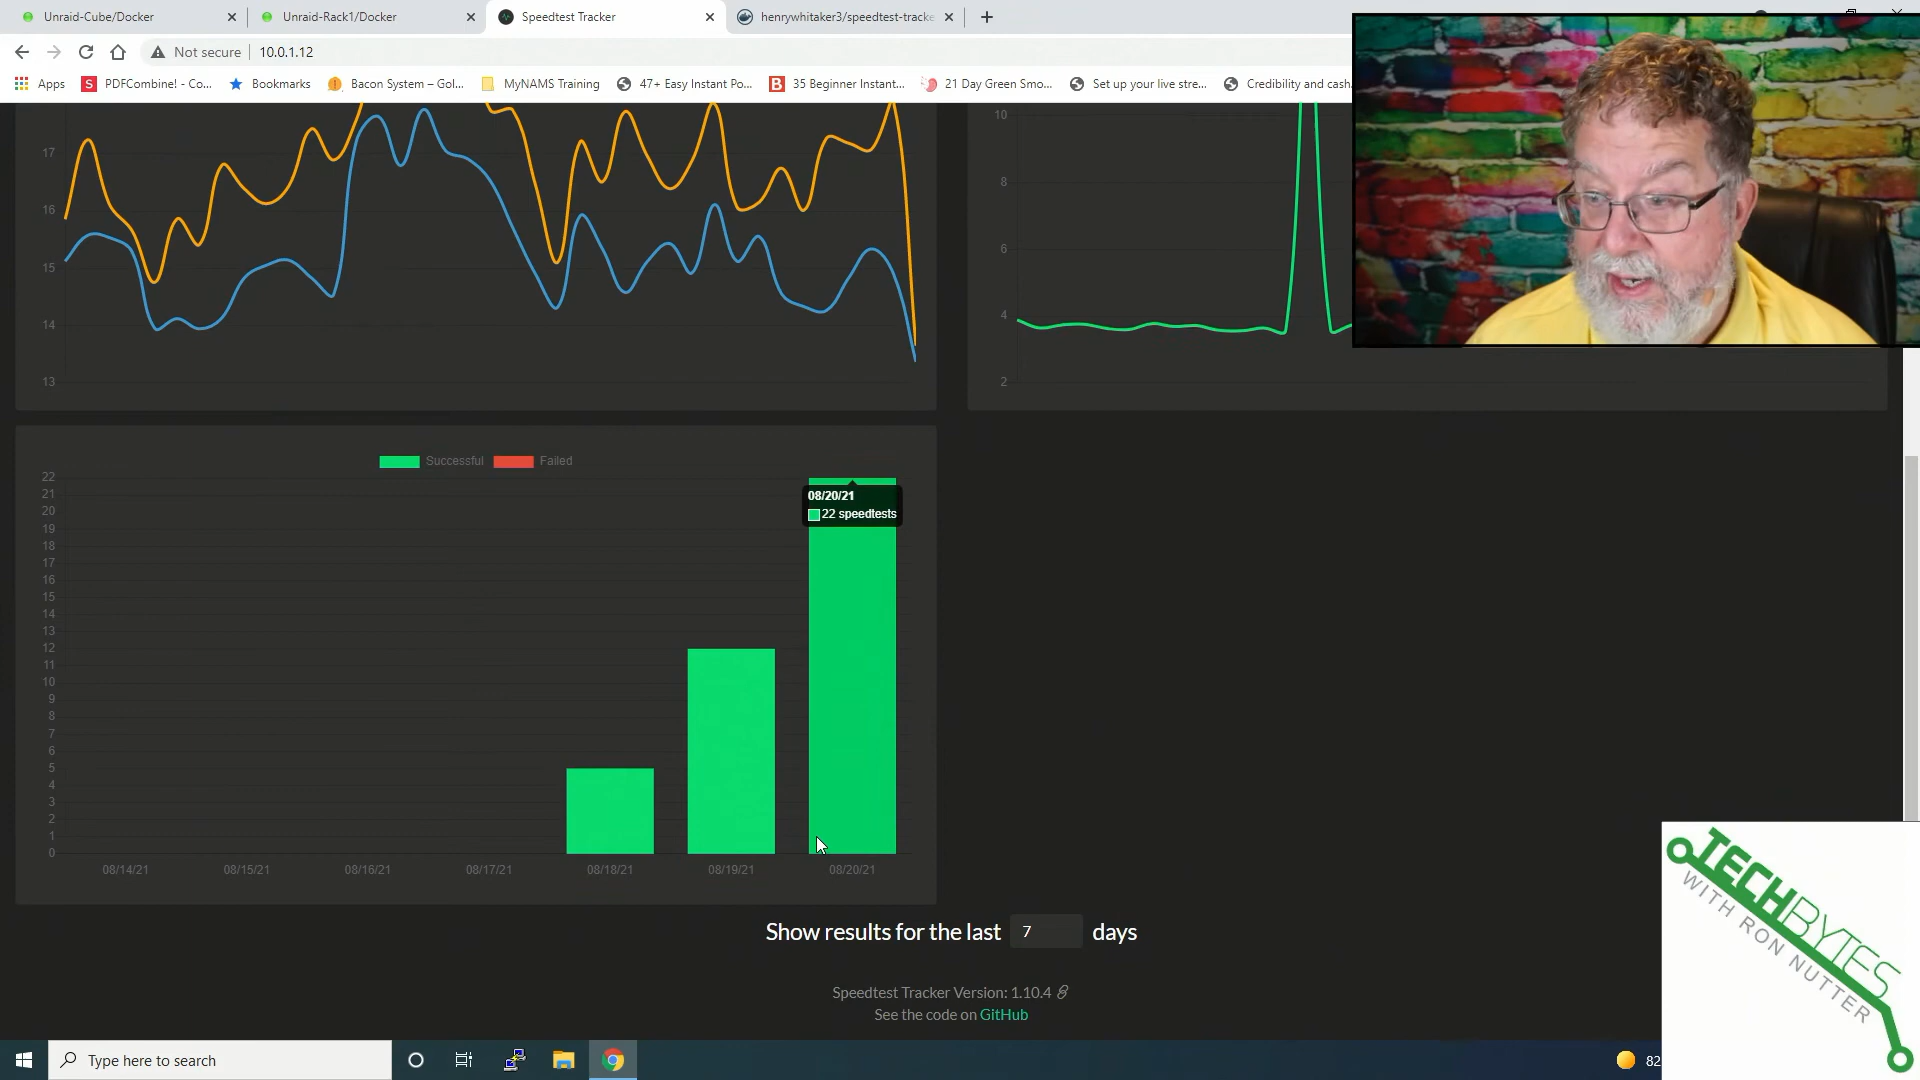 Unraid-Cube/Docker
Unraid-Rack1/Docker
Speedtest Tracker
henrywhitaker3/speedtest-tracke
Not secure
10.0.1.12
Apps
PDFCombine! - Co...
Bookmarks
Bacon System – Gol...
MyNAMS Training
47+ Easy Instant Po...
35 Beginner Instant...
21 Day Green Smo...
Set up your live stre...
Credibility and cash
17
16
15
14
13
10
8
6
4
2
Successful
Failed
22
21
20
19
18
17
16
15
14
13
12
11
10
9
8
7
6
5
4
3
2
1
0
08/20/21
22 speedtests
08/14/21
08/15/21
08/16/21
08/17/21
08/18/21
08/19/21
08/20/21
Show results for the last 7 days
Speedtest Tracker Version: 1.10.4
See the code on GitHub
TECHBYTES
WITH RON NUTTER
Type here to search
82